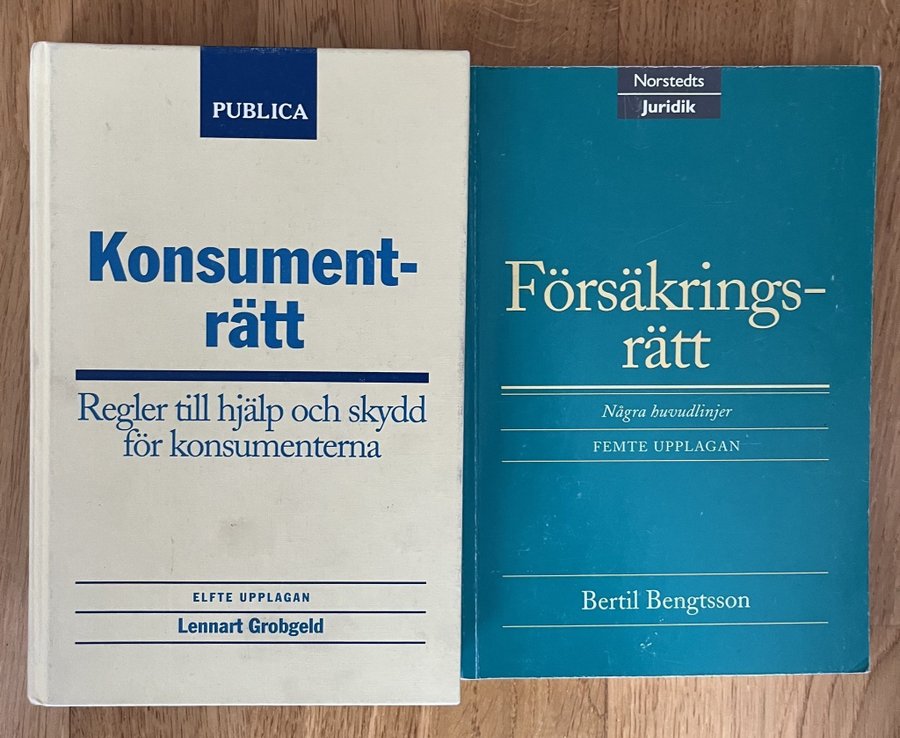 PUBLICA
Konsument-
rätt
Regler till hjälp och skydd
för konsumenterna
ELFTE UPPLAGAN
Lennart Grobgeld
Norstedts
Juridik
Försäkrings-
rätt
Några huvudlinjer
FEMTE UPPLAGAN
Bertil Bengtsson